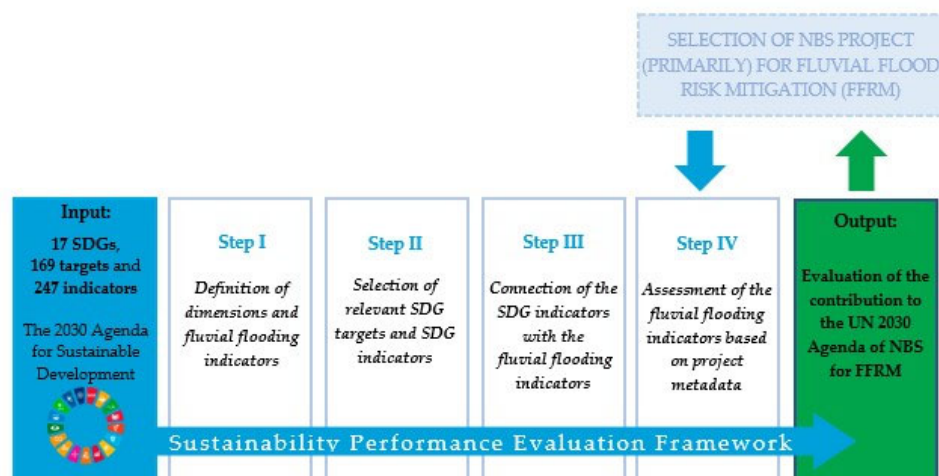 SELECTION OF NBS PROJECT
(PRIMARILY) FOR FLUVIAL FLOOD
RISK MITIGATION (FFRM)
Input:
17 SDGs,
169 targets and
247 indicators
The 2030 Agenda
for Sustainable
Development
Step I
Definition of
dimensions and
fluvial flooding
indicators
Step II
Selection of
relevant SDG
targets and SDG
indicators
Step III
Connection of the
SDG indicators
with the
fluvial flooding
indicators
Step IV
Assessment of the
fluvial flooding
indicators based
on project
metadata
Output:
Evaluation of the
contribution to
the UN 2030
Agenda of NBS
for FFRM
Sustainability Performance Evaluation Framework